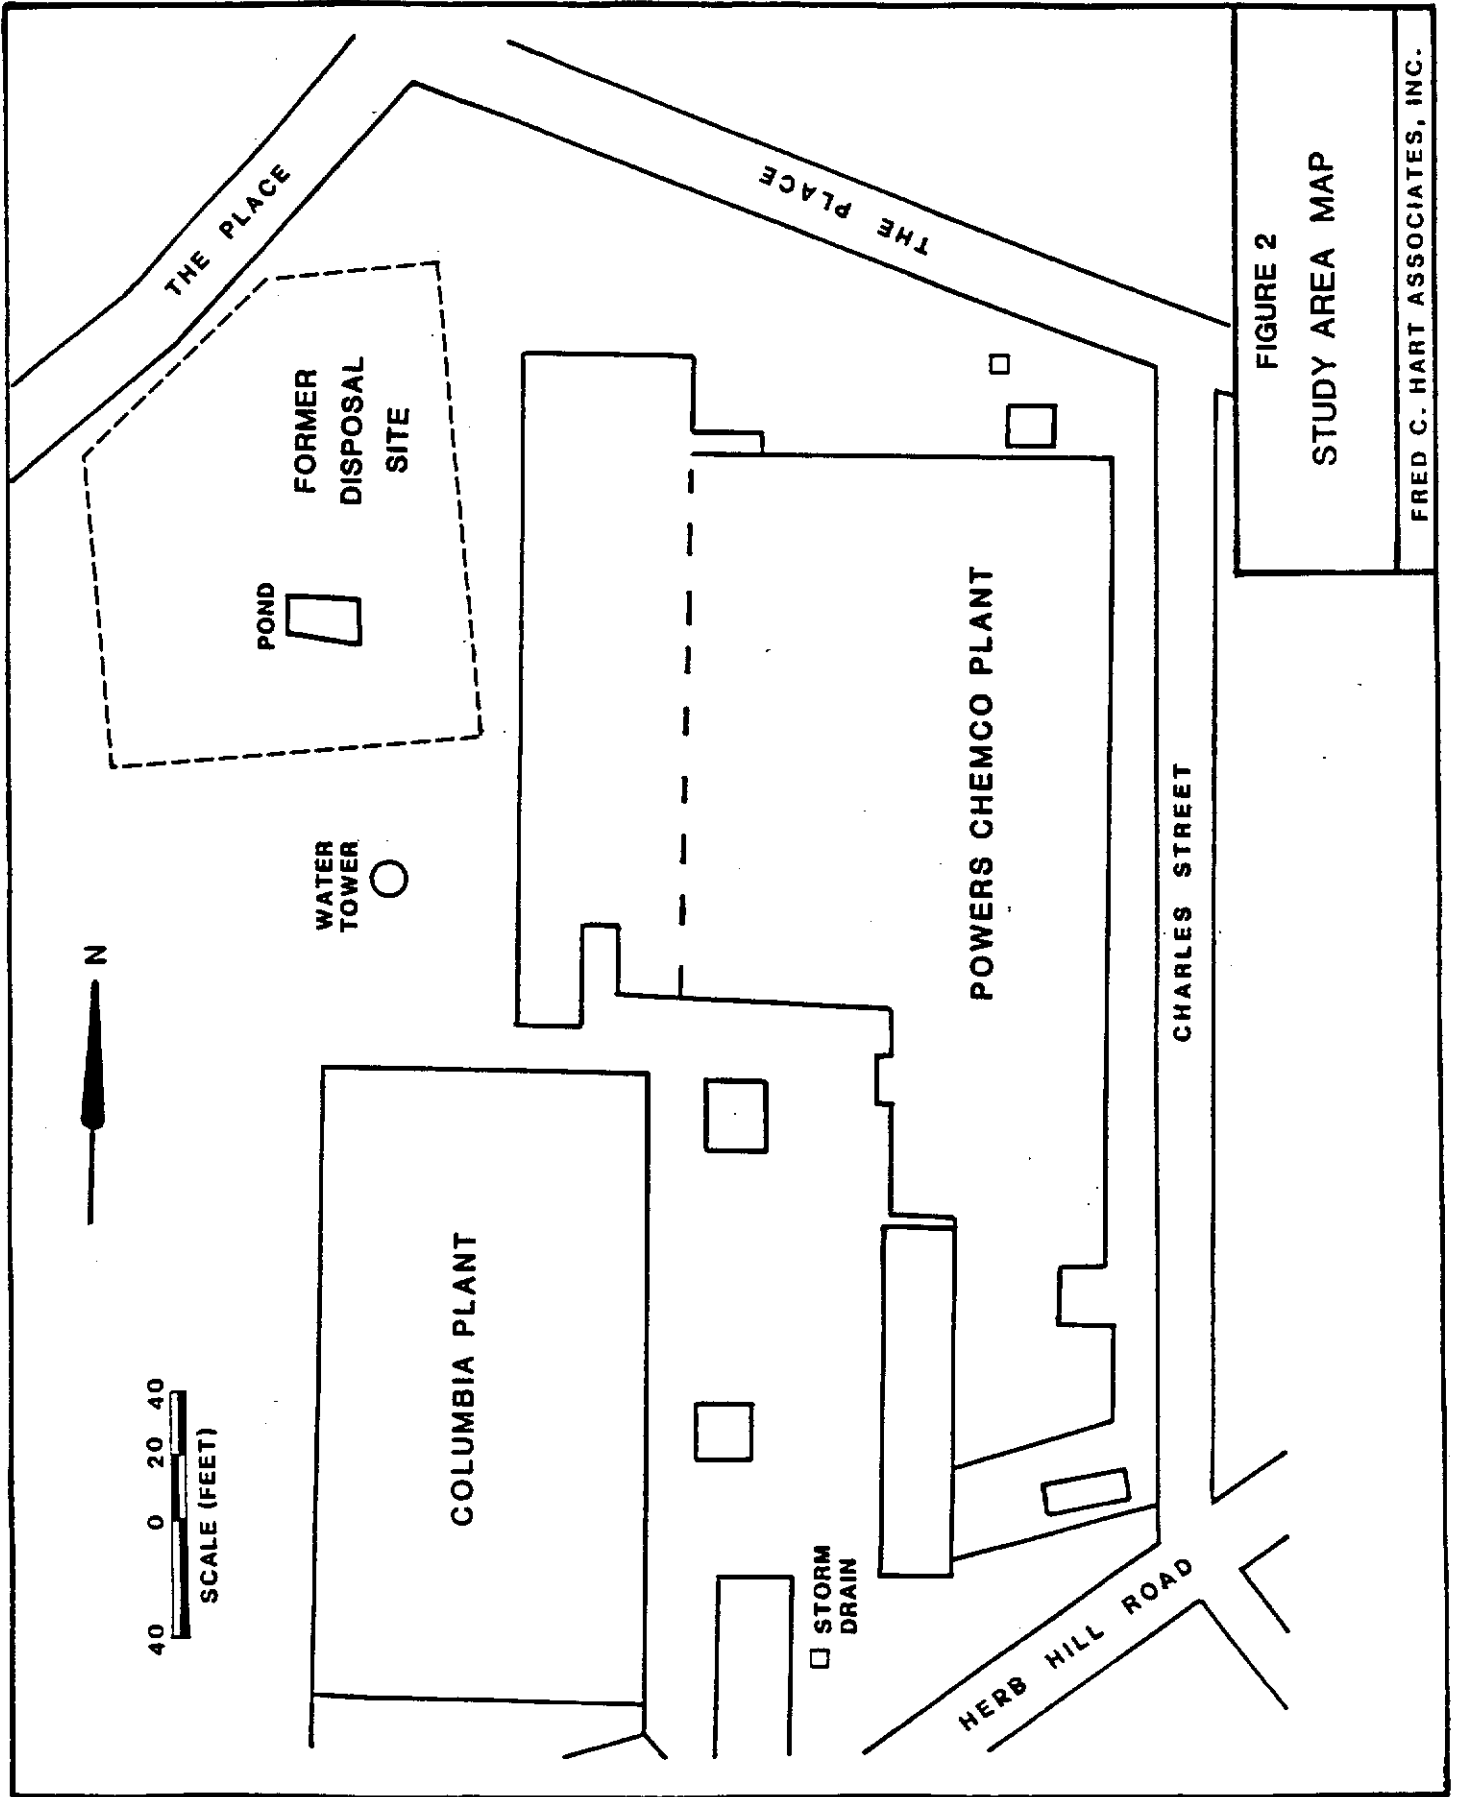 THE PLACE
THE PLACE
FORMER
DISPOSAL
SITE
POND
WATER
TOWER
N
POWERS CHEMCO PLANT
CHARLES STREET
COLUMBIA PLANT
40 0 20 40
SCALE (FEET)
STORM
DRAIN
HERB HILL ROAD
FIGURE 2
STUDY AREA MAP
FRED C. HART ASSOCIATES, INC.